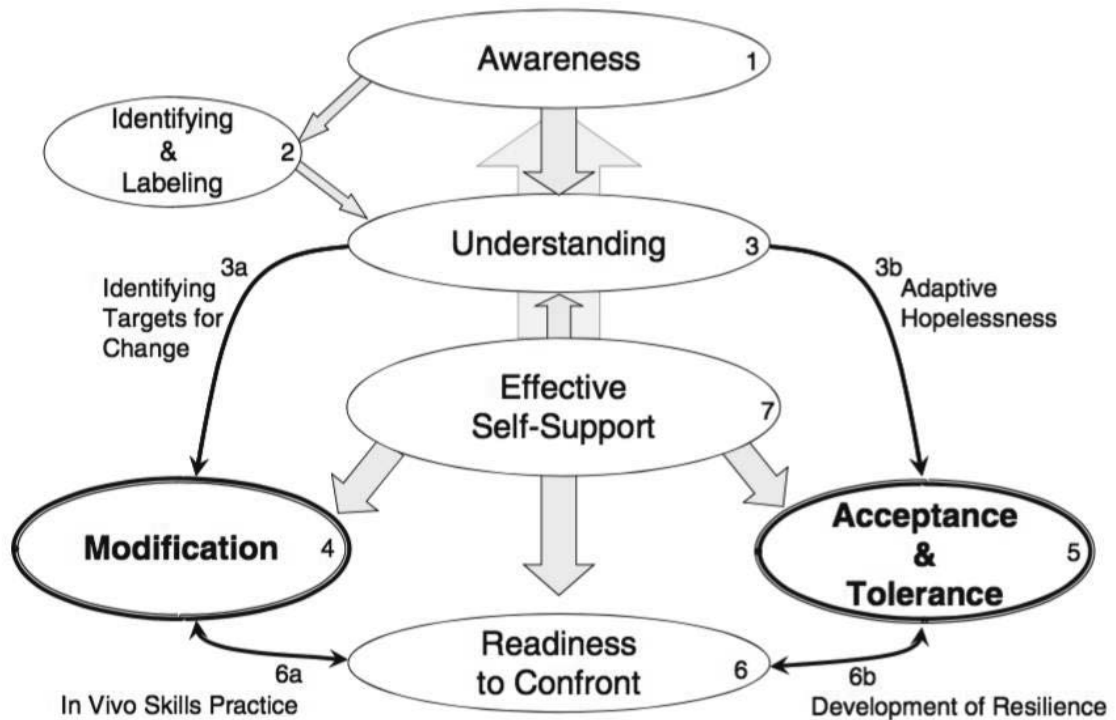 Awareness 1
Identifying
&
Labeling
2
Understanding 3
3a
Identifying
Targets for
Change
3b
Adaptive
Hopelessness
Effective
Self-Support
7
Modification 4
Acceptance
&
Tolerance
5
Readiness
to Confront
6
6a
In Vivo Skills Practice
6b
Development of Resilience